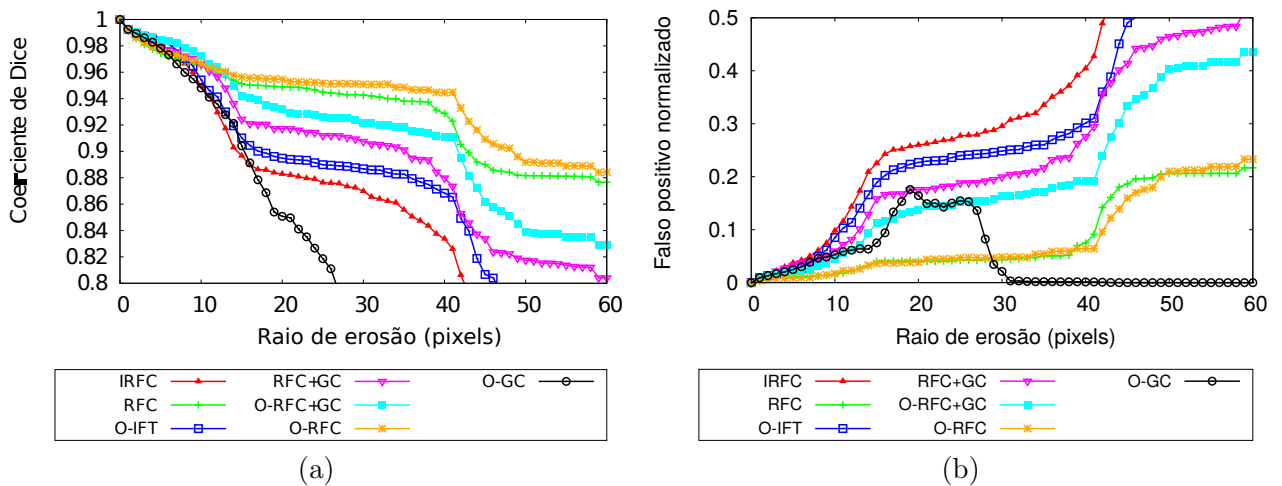 1
0.98
0.96
0.94
0.92
0.9
0.88
0.86
0.84
0.82
0.8
de Dice
0 10 20 30 40 50 60
Raio de erosão (pixels)
IRFC
RFC
O-IFT
RFC+GC
O-RFC+GC
O-RFC
O-GC
(a)
0.5
0.4
0.3
0.2
0.1
0
Falso positivo normalizado
0 10 20 30 40 50 60
Raio de erosão (pixels)
IRFC
RFC
O-IFT
RFC+GC
O-RFC+GC
O-RFC
O-GC
(b)